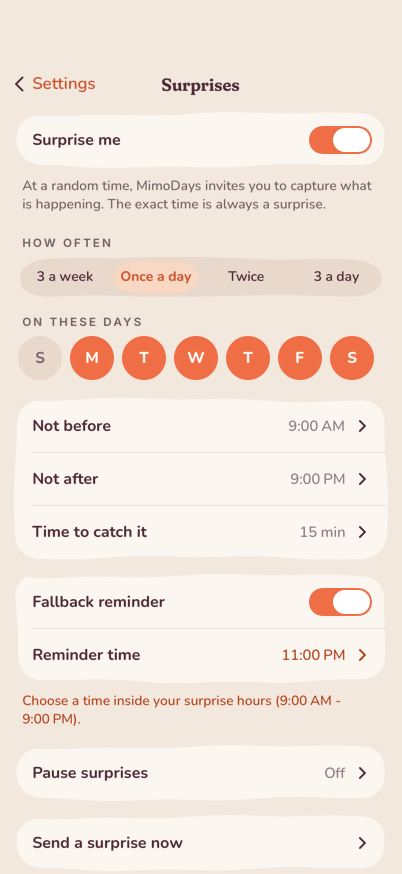 Settings
Surprises
Surprise me
At a random time, MimoDays invites you to capture what
is happening. The exact time is always a surprise.
HOW OFTEN
3 a week Once a day Twice 3 a day
ON THESE DAYS
S M T W T F S
Not before 9:00 AM
Not after 9:00 PM
Time to catch it 15 min
Fallback reminder
Reminder time 11:00 PM
Choose a time inside your surprise hours (9:00 AM -
9:00 PM).
Pause surprises Off
Send a surprise now